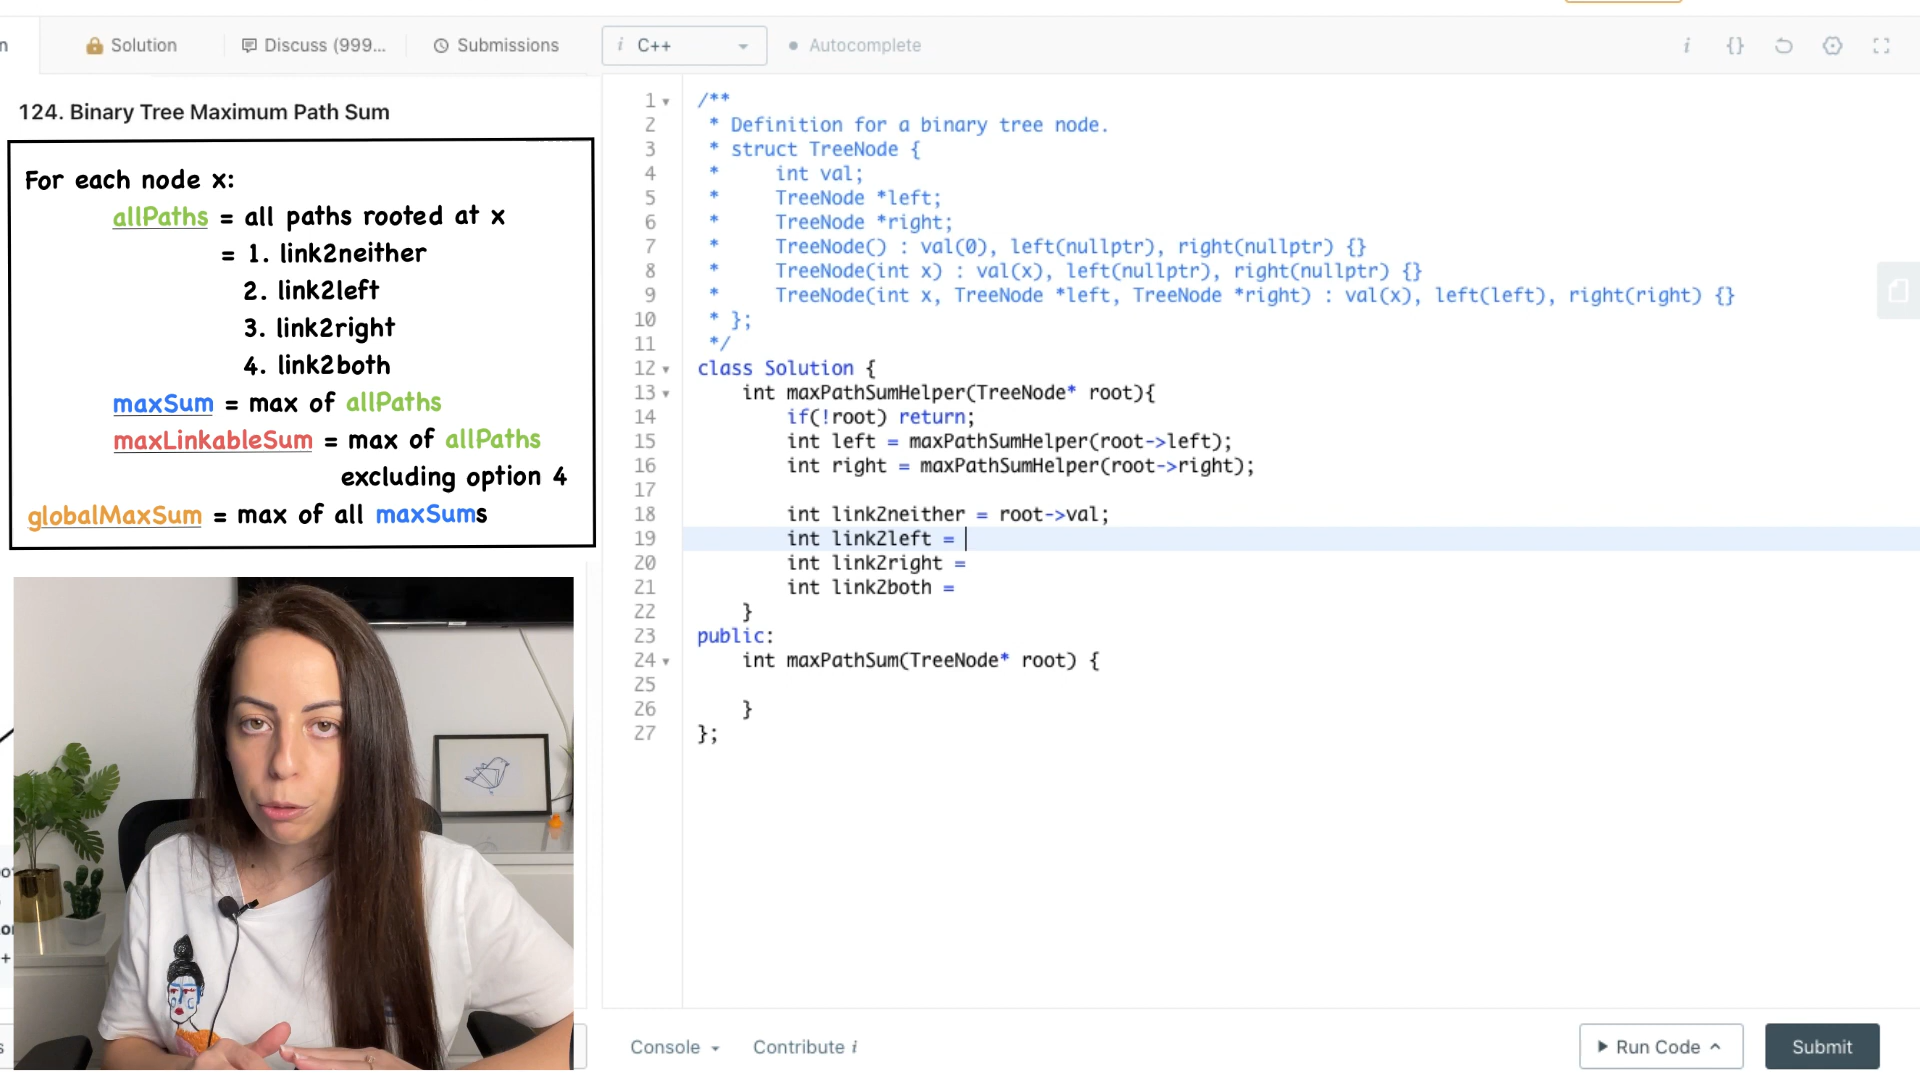 n
Solution
Discuss (999...
Submissions
i C++
Autocomplete
i {}
124. Binary Tree Maximum Path Sum
For each node x:
allPaths = all paths rooted at x
= 1. link2neither
2. link2left
3. link2right
4. link2both
maxSum = max of allPaths
maxLinkableSum = max of allPaths
excluding option 4
globalMaxSum = max of all maxSums
1 /**
2 * Definition for a binary tree node.
3 * struct TreeNode {
4 * int val;
5 * TreeNode *left;
6 * TreeNode *right;
7 * TreeNode() : val(0), left(nullptr), right(nullptr) {}
8 * TreeNode(int x) : val(x), left(nullptr), right(nullptr) {}
9 * TreeNode(int x, TreeNode *left, TreeNode *right) : val(x), left(left), right(right) {}
10 * };
11 */
12 class Solution {
13 int maxPathSumHelper(TreeNode* root){
14 if(!root) return;
15 int left = maxPathSumHelper(root->left);
16 int right = maxPathSumHelper(root->right);
17
18 int link2neither = root->val;
19 int link2left =
20 int link2right =
21 int link2both =
22 }
23 public:
24 int maxPathSum(TreeNode* root) {
25
26 }
27 };
Console
Contribute i
Run Code
Submit